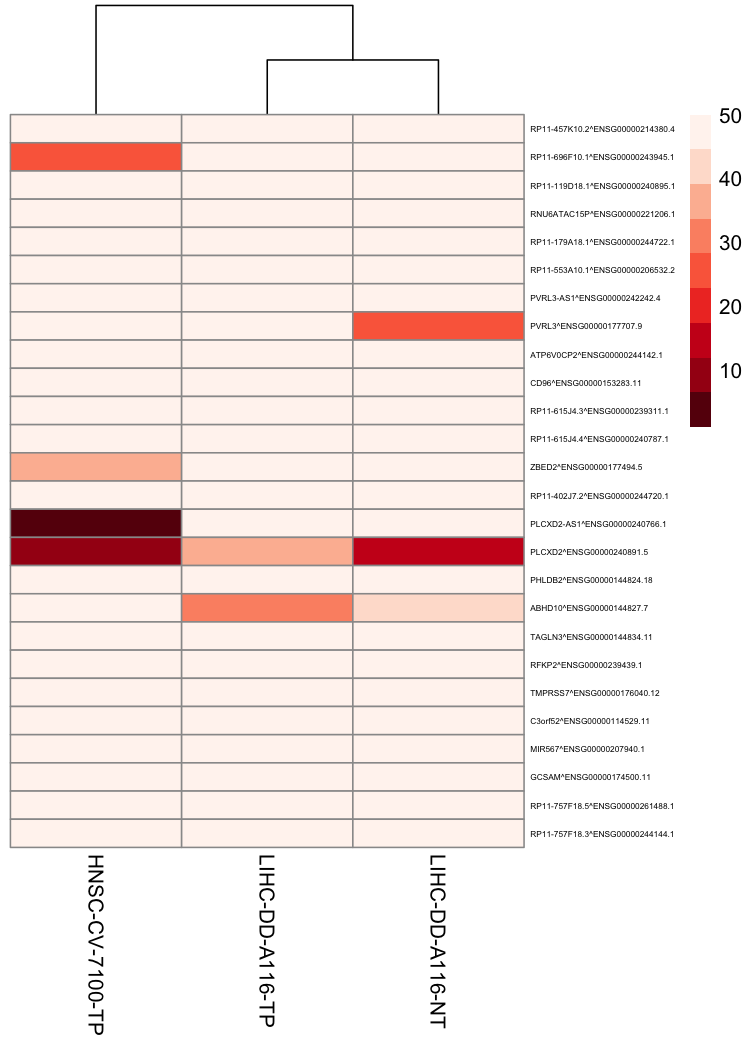 RP11-457K10.2^ENSG00000214380.4
RP11-696F10.1^ENSG00000243945.1
RP11-119D18.1^ENSG00000240895.1
RNU6ATAC15P^ENSG00000221206.1
RP11-179A18.1^ENSG00000244722.1
RP11-553A10.1^ENSG00000206532.2
PVRL3-AS1^ENSG00000242242.4
PVRL3^ENSG00000177707.9
ATP6V0CP2^ENSG00000244142.1
CD96^ENSG00000153283.11
RP11-615J4.3^ENSG00000239311.1
RP11-615J4.4^ENSG00000240787.1
ZBED2^ENSG00000177494.5
RP11-402J7.2^ENSG00000244720.1
PLCXD2-AS1^ENSG00000240766.1
PLCXD2^ENSG00000240891.5
PHLDB2^ENSG00000144824.18
ABHD10^ENSG00000144827.7
TAGLN3^ENSG00000144834.11
RFKP2^ENSG00000239439.1
TMPRSS7^ENSG00000176040.12
C3orf52^ENSG00000114529.11
MIR567^ENSG00000207940.1
GCSAM^ENSG00000174500.11
RP11-757F18.5^ENSG00000261488.1
RP11-757F18.3^ENSG00000244144.1
50
40
30
20
10
HNSC-CV-7100-TP
LIHC-DD-A116-TP
LIHC-DD-A116-NT